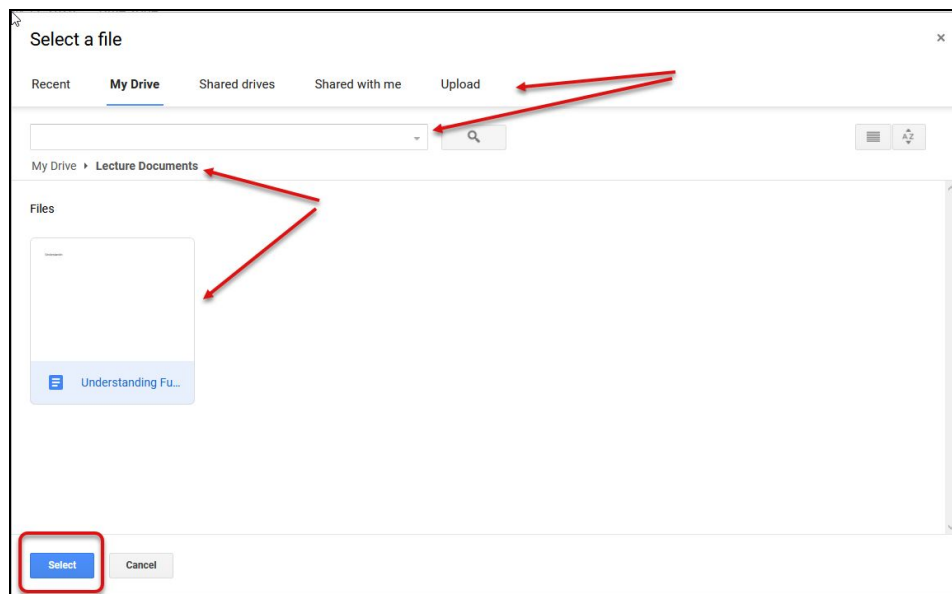 Select a file
×
Recent My Drive Shared drives Shared with me Upload
My Drive Lecture Documents
Files
Understanding Fu...
Select Cancel